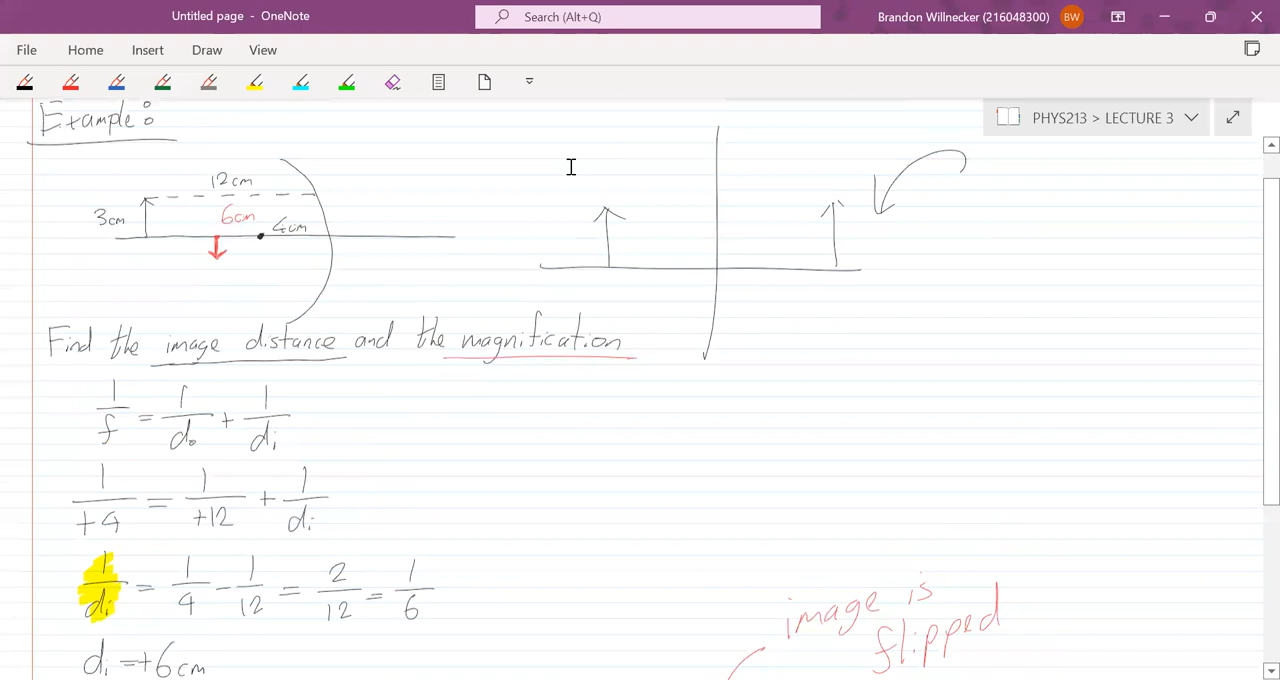 Untitled page - OneNote
Search (Alt+Q)
Brandon Willnecker (216048300)
BW
File Home Insert Draw View
PHYS213 > LECTURE 3
Example:
12cm
3cm
6cm
4cm
Find the image distance and the magnification
1/f = 1/do + 1/di
1/+4 = 1/+12 + 1/di
1/di = 1/4 - 1/12 = 2/12 = 1/6
image is
flipped
di = +6cm